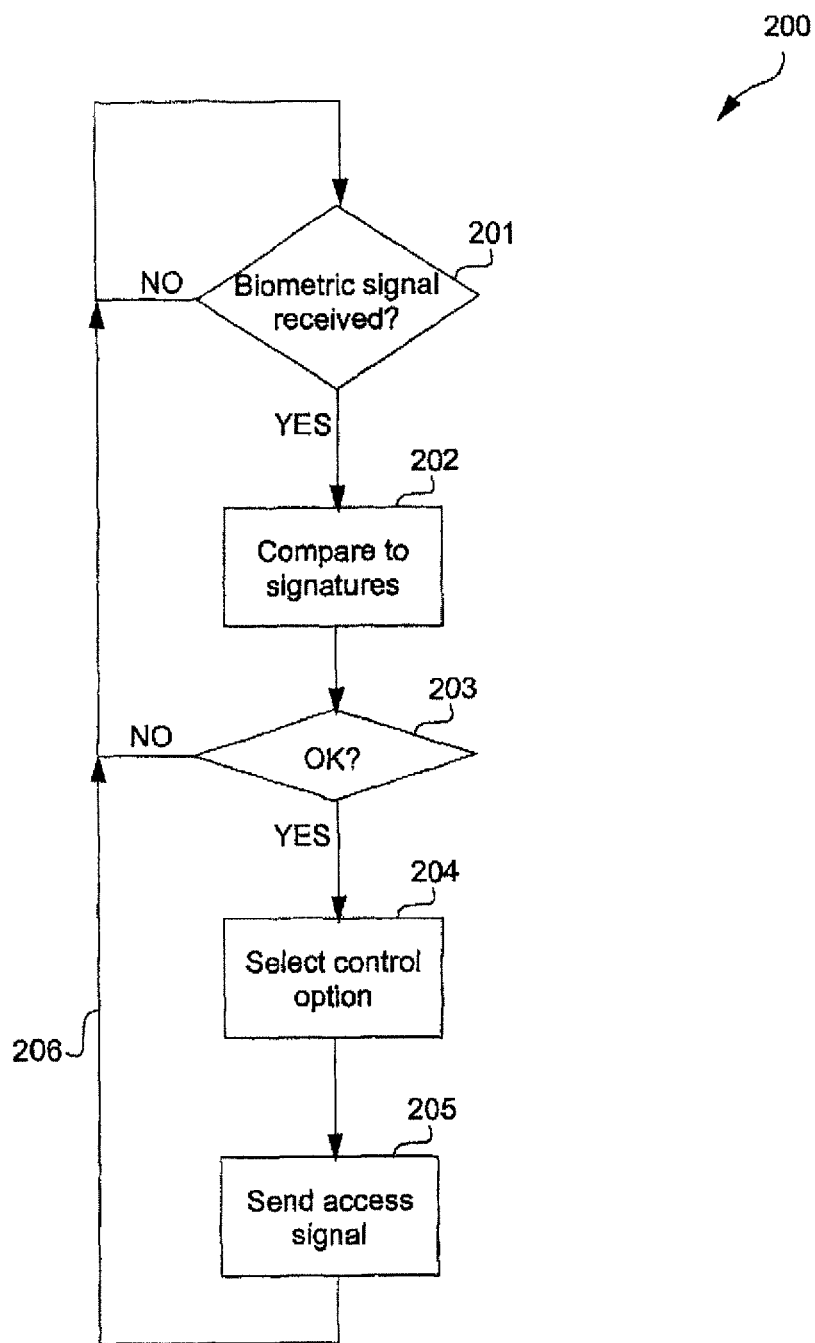 200
201
NO
Biometric signal
received?
YES
202
Compare to
signatures
203
NO
OK?
YES
204
Select control
option
206
205
Send access
signal